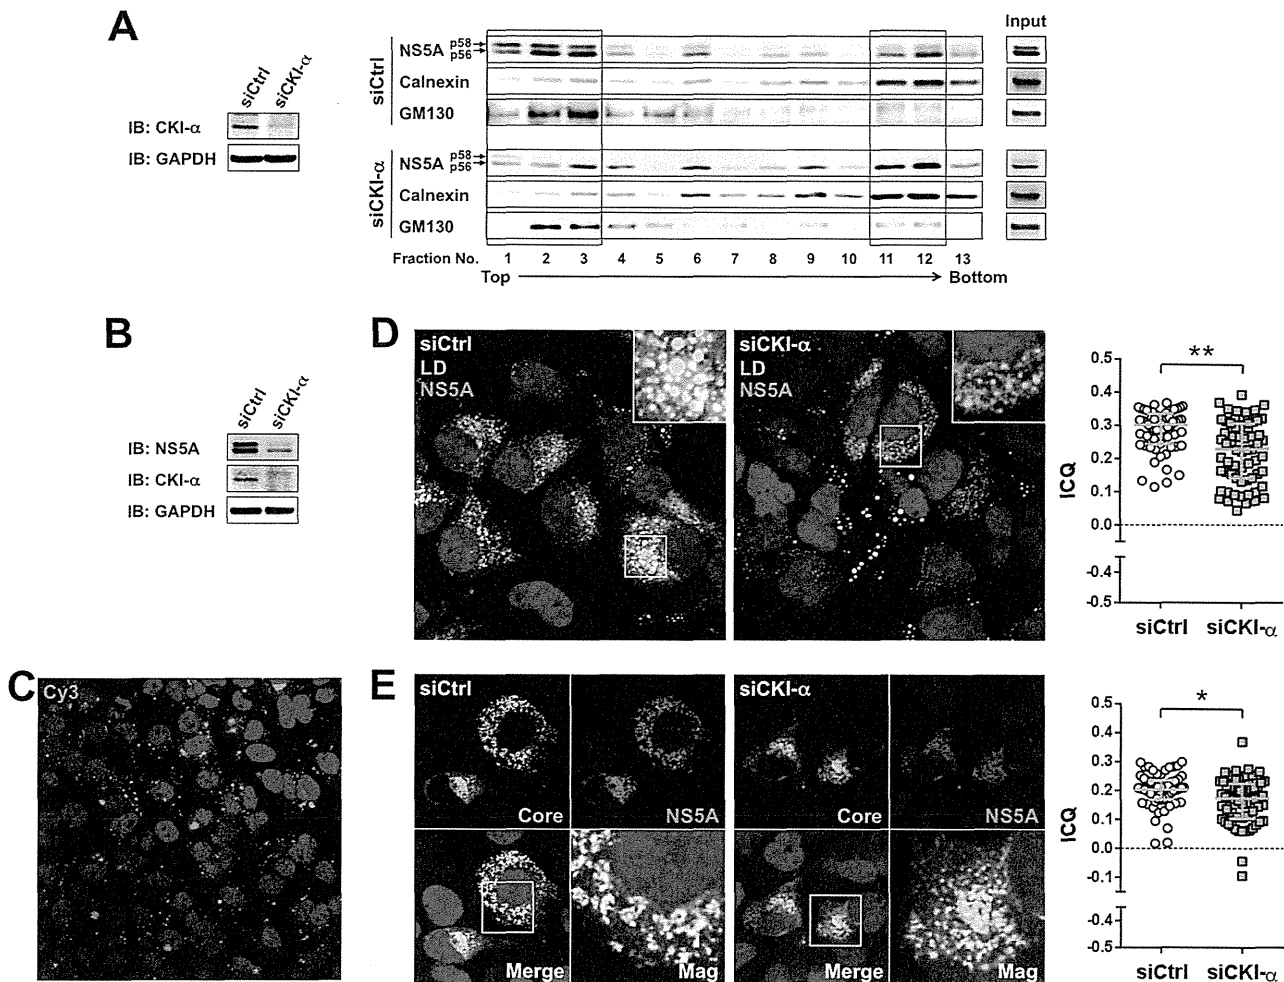 A
siCtrl
siCKI-α
IB: CKI-α
IB: GAPDH
Input
siCtrl
NS5A p58
p56
Calnexin
GM130
siCKI-α
NS5A p58
p56
Calnexin
GM130
Fraction No. 1 2 3 4 5 6 7 8 9 10 11 12 13
Top Bottom
B
siCtrl
siCKI-α
IB: NS5A
IB: CKI-α
IB: GAPDH
C
Cy3
D
siCtrl
LD
NS5A
siCKI-α
LD
NS5A
**
ICQ
0.5
0.4
0.3
0.2
0.1
0.0
-0.4
-0.5
siCtrl siCKI-α
E
siCtrl
Core
NS5A
Merge
Mag
siCKI-α
Core
NS5A
Merge
Mag
*
ICQ
0.5
0.4
0.3
0.2
0.1
0.0
-0.1
-0.4
-0.5
siCtrl siCKI-α